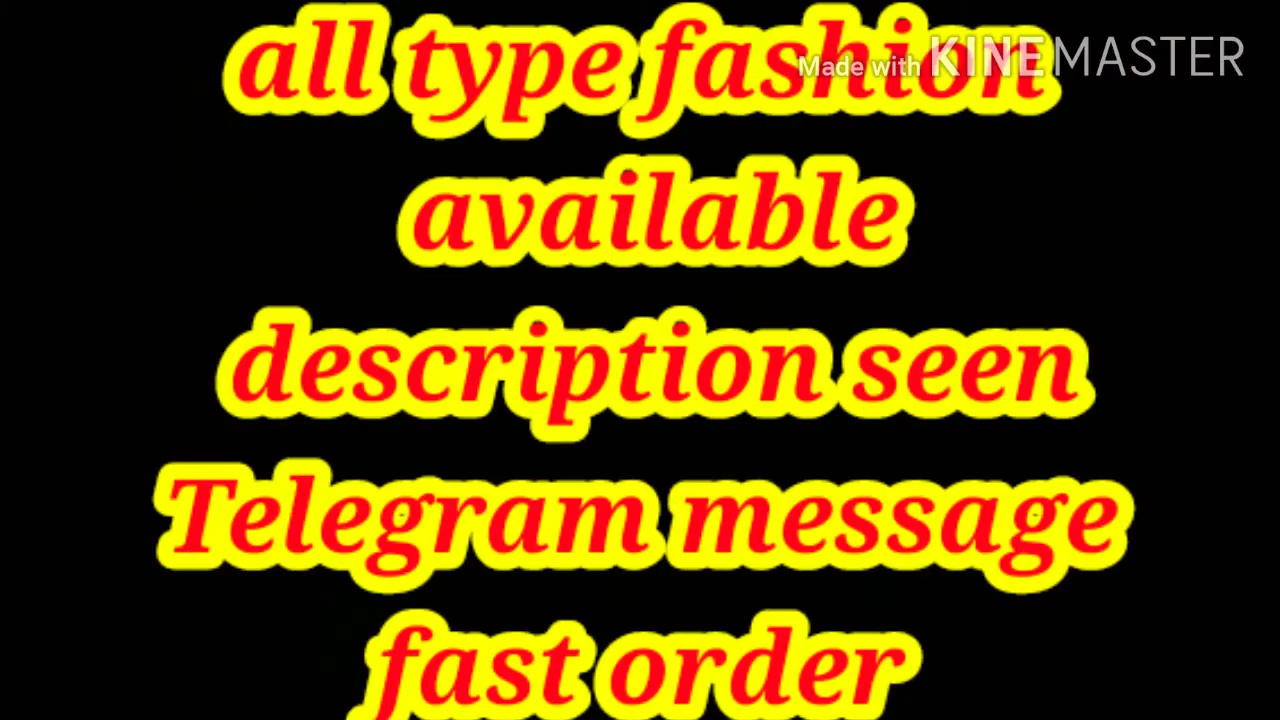 all type fashion
Made with KINEMASTER
available
description seen
Telegram message
fast order